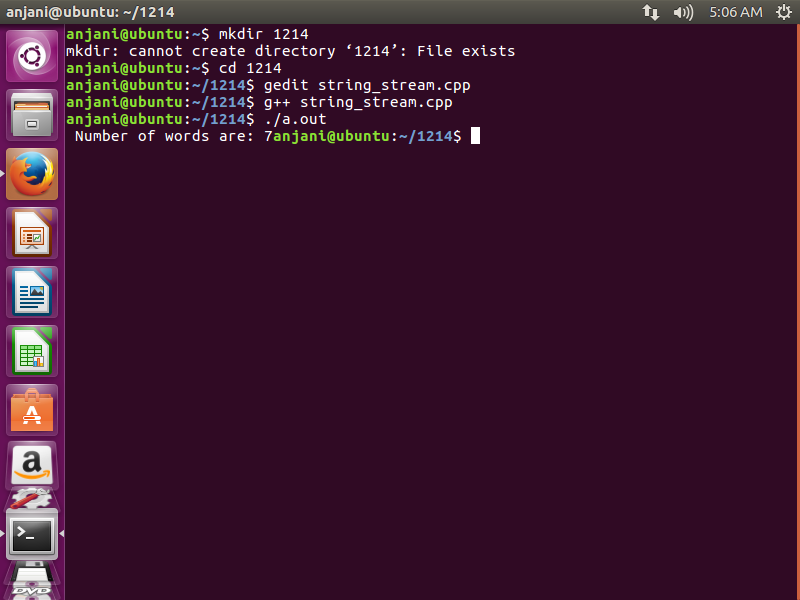 anjani@ubuntu: ~/1214
5:06 AM
anjani@ubuntu:~$ mkdir 1214
mkdir: cannot create directory ‘1214’: File exists
anjani@ubuntu:~$ cd 1214
anjani@ubuntu:~/1214$ gedit string_stream.cpp
anjani@ubuntu:~/1214$ g++ string_stream.cpp
anjani@ubuntu:~/1214$ ./a.out
 Number of words are: 7anjani@ubuntu:~/1214$
A
a
>_
DVD